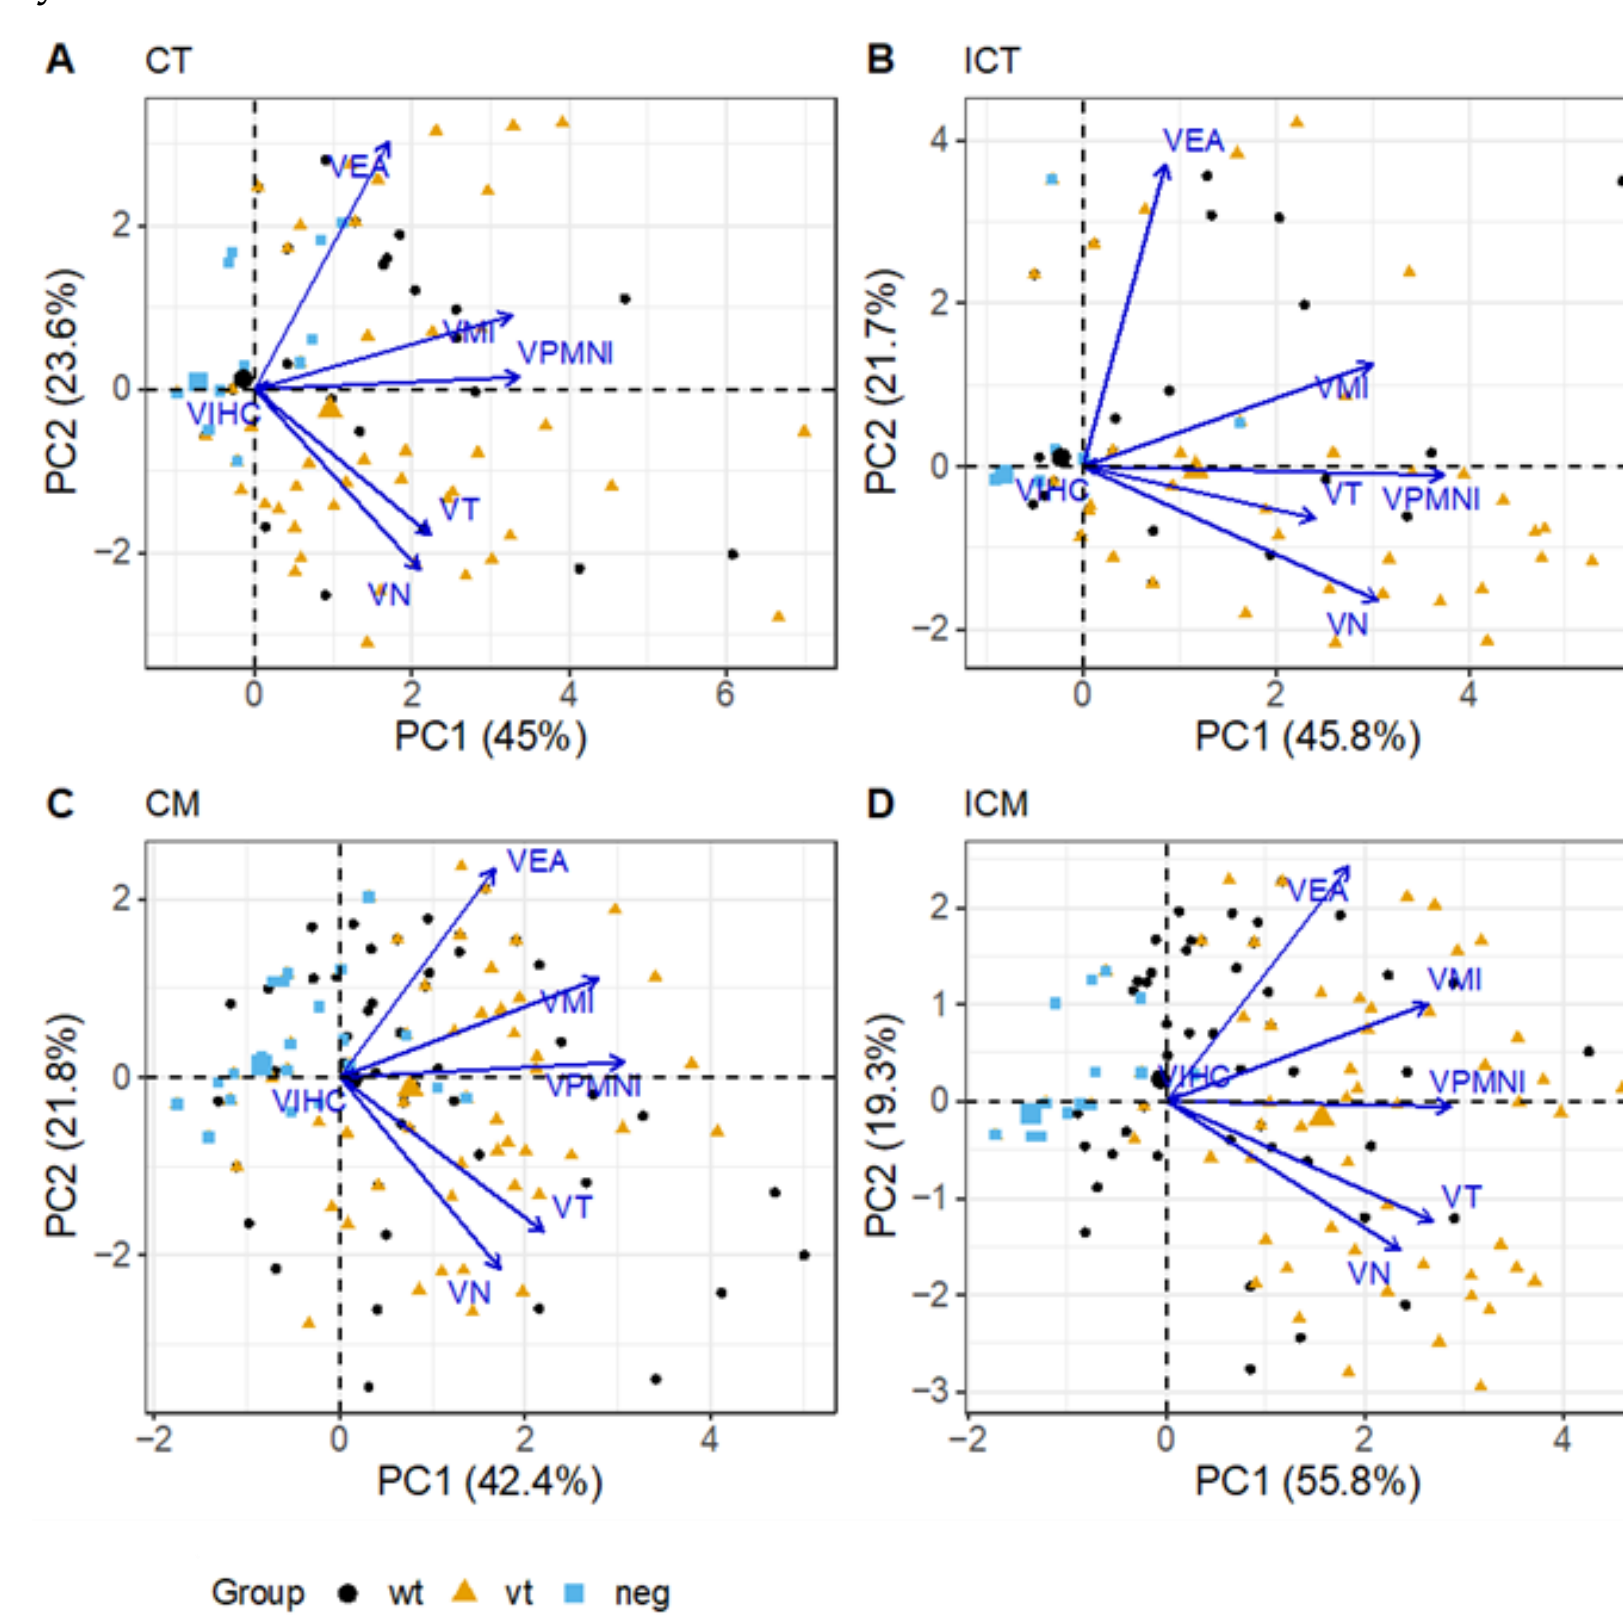 A CT
VEA
VMI
VPMNI
VIHC
VT
VN
2
0
−2
PC2 (23.6%)
0 2 4 6
PC1 (45%)
B ICT
VEA
VMI
VIHC
VT VPMNI
VN
4
2
0
−2
PC2 (21.7%)
0 2 4
PC1 (45.8%)
C CM
VEA
VMI
VPMNI
VIHC
VT
VN
2
0
−2
PC2 (21.8%)
−2 0 2 4
PC1 (42.4%)
D ICM
VEA
VMI
VIHC
VPMNI
VT
VN
2
1
0
−1
−2
−3
PC2 (19.3%)
−2 0 2 4
PC1 (55.8%)
Group wt vt neg